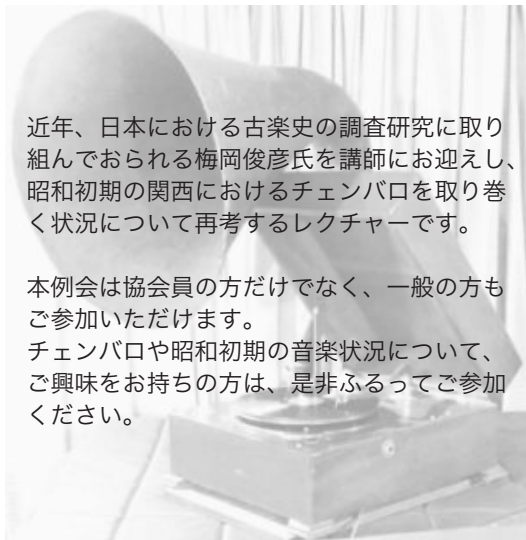 近年、日本における古楽史の調査研究に取り
組んでおられる梅岡俊彦氏を講師にお迎えし、
昭和初期の関西におけるチェンバロを取り巻
く状況について再考するレクチャーです。
本例会は協会員の方だけでなく、一般の方も
ご参加いただけます。
チェンバロや昭和初期の音楽状況について、
ご興味をお持ちの方は、是非ふるってご参加
ください。